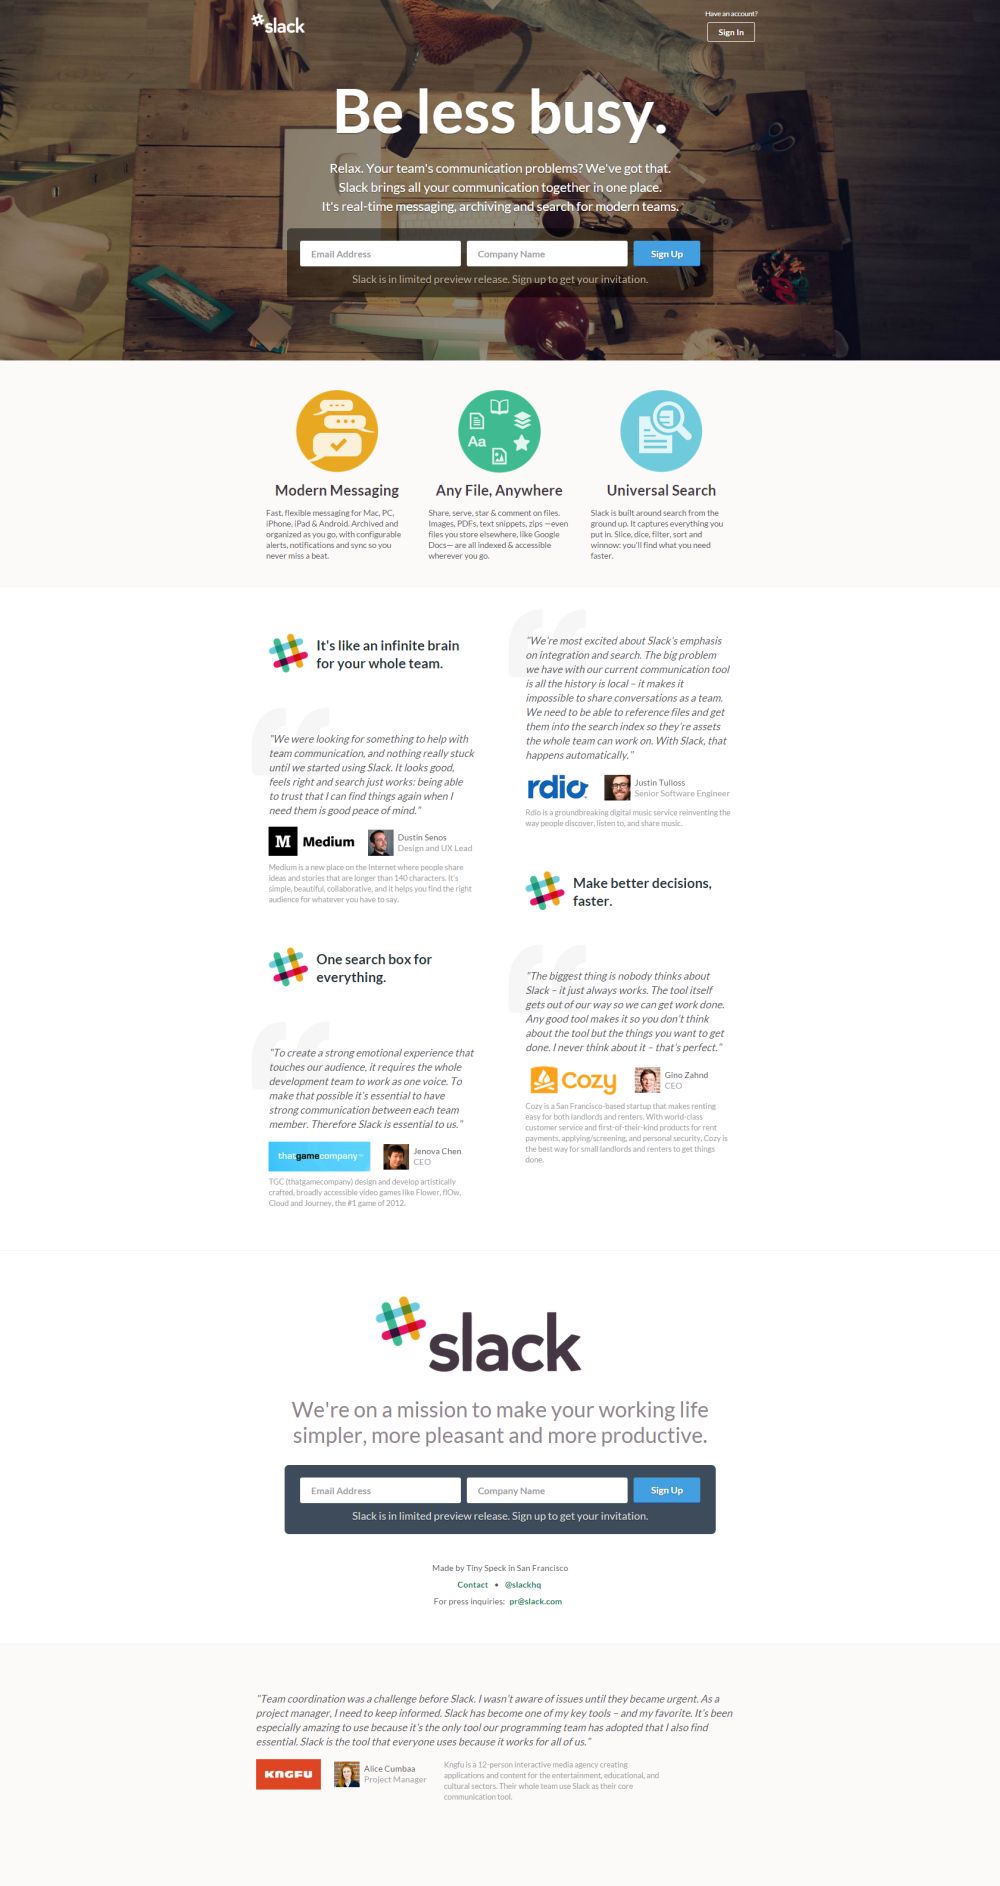 slack
Have an account?
Sign In
Be less busy.
Relax. Your team's communication problems? We've got that.
Slack brings all your communication together in one place.
It's real-time messaging, archiving and search for modern teams.
Email Address
Company Name
Sign Up
Slack is in limited preview release. Sign up to get your invitation.
Aa
Modern Messaging
Fast, flexible messaging for Mac, PC,
iPhone, iPad & Android. Archived and
organized as you go, with configurable
alerts, notifications and sync so you
never miss a beat.
Any File, Anywhere
Share, serve, star & comment on files.
Images, PDFs, text snippets, zips —even
files you store elsewhere, like Google
Docs— are all indexed & accessible
wherever you go.
Universal Search
Slack is built around search from the
ground up. It captures everything you
put in. Slice, dice, filter, sort and
winnow: you'll find what you need
faster.
It's like an infinite brain
for your whole team.
"We were looking for something to help with
team communication, and nothing really stuck
until we started using Slack. It looks good,
feels right and search just works: being able
to trust that I can find things again when I
need them is good peace of mind."
M Medium
Dustin Senos
Design and UX Lead
Medium is a new place on the Internet where people share
ideas and stories that are longer than 140 characters. It's
simple, beautiful, collaborative, and it helps you find the right
audience for whatever you have to say.
One search box for
everything.
"To create a strong emotional experience that
touches our audience, it requires the whole
development team to work as one voice. To
make that possible it's essential to have
strong communication between each team
member. Therefore Slack is essential to us."
thatgamecompany
Jenova Chen
CEO
TGC (thatgamecompany) design and develop artistically
crafted, broadly accessible video games like Flower, flOw,
Cloud and Journey, the #1 game of 2012.
"We're most excited about Slack's emphasis
on integration and search. The big problem
we have with our current communication tool
is all the history is local – it makes it
impossible to share conversations as a team.
We need to be able to reference files and get
them into the search index so they're assets
the whole team can work on. With Slack, that
happens automatically."
rdio
Justin Tulloss
Senior Software Engineer
Rdio is a groundbreaking digital music service reinventing the
way people discover, listen to, and share music.
Make better decisions,
faster.
"The biggest thing is nobody thinks about
Slack – it just always works. The tool itself
gets out of our way so we can get work done.
Any good tool makes it so you don't think
about the tool but the things you want to get
done. I never think about it – that's perfect."
Cozy
Gino Zahnd
CEO
Cozy is a San Francisco-based startup that makes renting
easy for both landlords and renters. With world-class
customer service and first-of-their-kind products for rent
payments, applying/screening, and personal security, Cozy is
the best way for small landlords and renters to get things
done.
slack
We're on a mission to make your working life
simpler, more pleasant and more productive.
Email Address
Company Name
Sign Up
Slack is in limited preview release. Sign up to get your invitation.
Made by Tiny Speck in San Francisco
Contact • @slackhq
For press inquiries: pr@slack.com
"Team coordination was a challenge before Slack. I wasn't aware of issues until they became urgent. As a
project manager, I need to keep informed. Slack has become one of my key tools – and my favorite. It's been
especially amazing to use because it's the only tool our programming team has adopted that I also find
essential. Slack is the tool that everyone uses because it works for all of us."
KNGFU
Alice Cumbaa
Project Manager
Kngfu is a 12-person interactive media agency creating
applications and content for the entertainment, educational, and
cultural sectors. Their whole team use Slack as their core
communication tool.